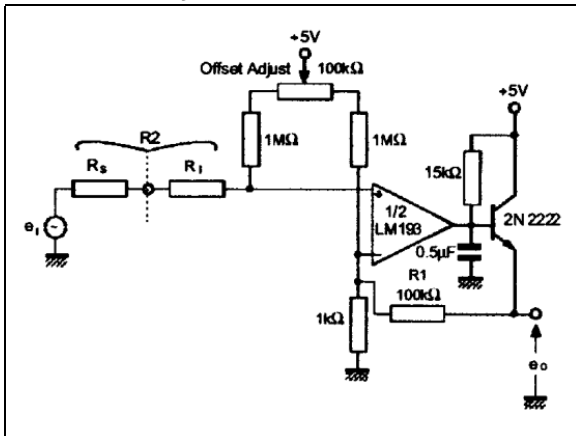 +5V
Offset Adjust 100kΩ
+5V
R2
1MΩ
1MΩ
15kΩ
Rs
R1
+
1/2
LM193
2N2222
e1
0.5µF
-
R1
100kΩ
1kΩ
eo